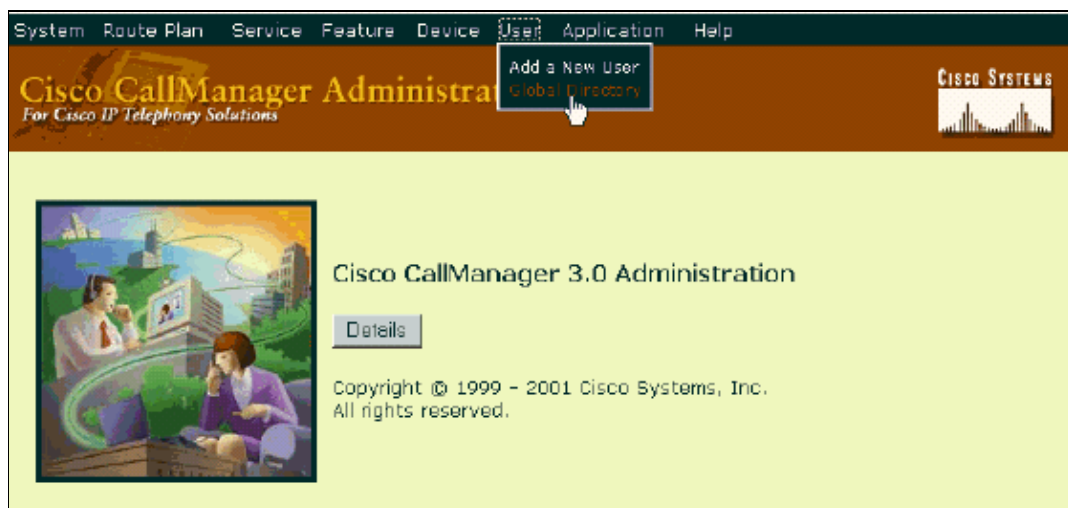 System Route Plan Service Feature Device User Application Help
Add a New User
Global Directory
Cisco CallManager Administrat
For Cisco IP Telephony Solutions
CISCO SYSTEMS
Cisco CallManager 3.0 Administration
Details
Copyright © 1999 - 2001 Cisco Systems, Inc.
All rights reserved.